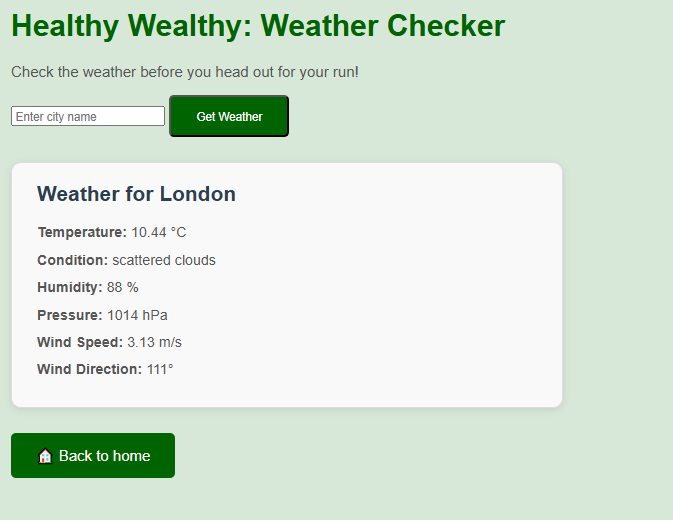 Healthy Wealthy: Weather Checker
Check the weather before you head out for your run!
Enter city name Get Weather
Weather for London
Temperature: 10.44 °C
Condition: scattered clouds
Humidity: 88 %
Pressure: 1014 hPa
Wind Speed: 3.13 m/s
Wind Direction: 111°
🏠 Back to home